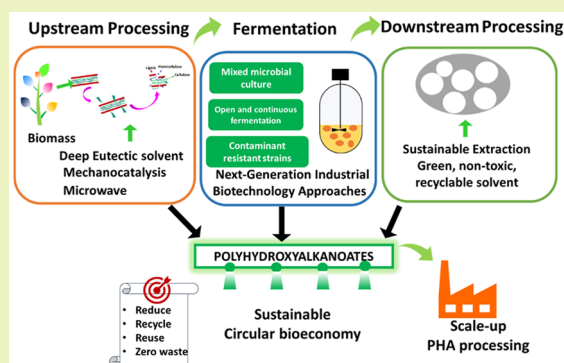 Upstream Processing
Fermentation
Downstream Processing
Lignin
Hemicellulose
Cellulose
Biomass
Deep Eutectic solvent
Mechanocatalysis
Microwave
Mixed microbial
culture
Open and continuous
fermentation
Contaminant
resistant strains
Next-Generation Industrial
Biotechnology Approaches
Sustainable Extraction
Green, non-toxic,
recyclable solvent
POLYHYDROXYALKANOATES
• Reduce
• Recycle
• Reuse
• Zero waste
Sustainable
Circular bioeconomy
Scale-up
PHA processing